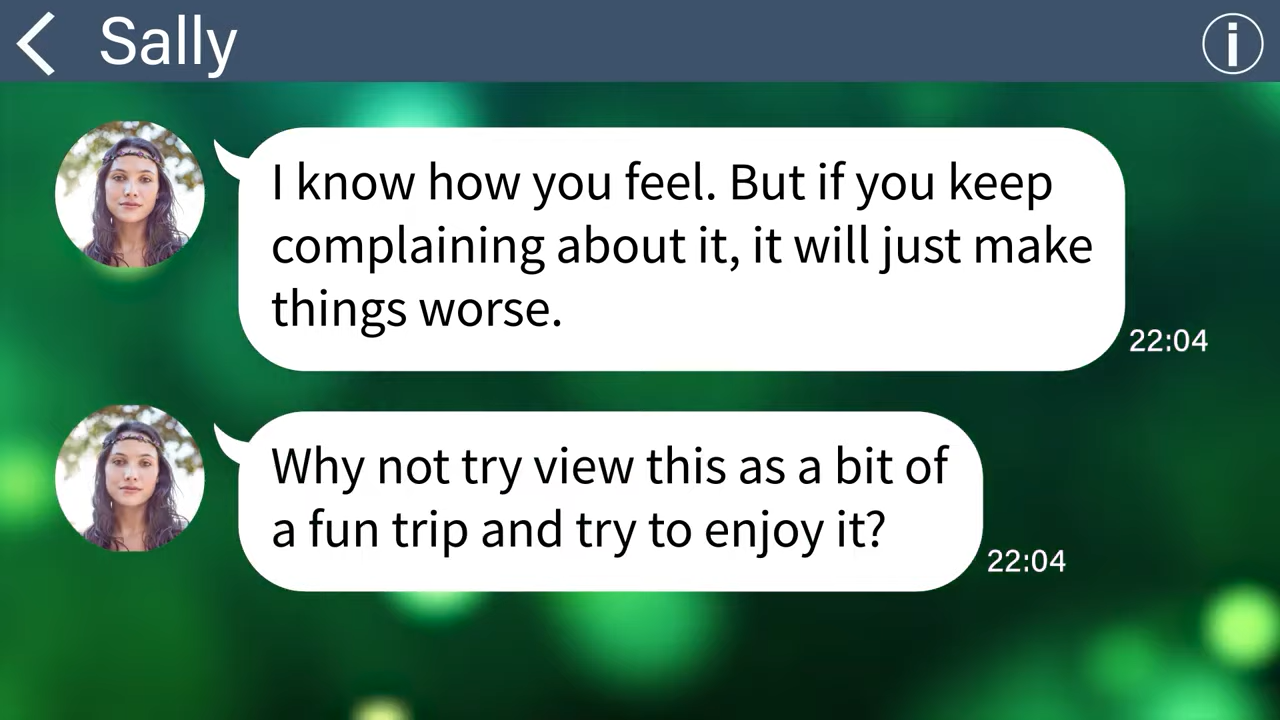 Sally
I know how you feel. But if you keep
complaining about it, it will just make
things worse.
22:04
Why not try view this as a bit of
a fun trip and try to enjoy it?
22:04